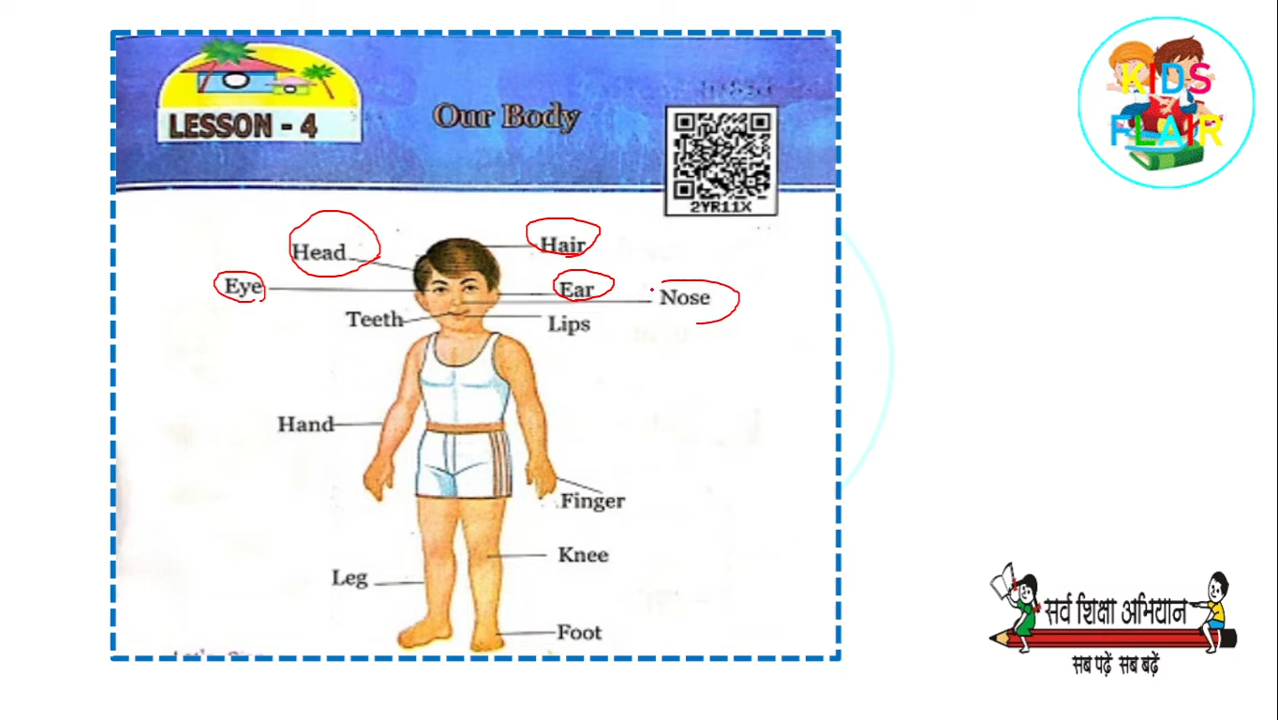 LESSON - 4
Our Body
2YR11X
KIDS
FLAIR
Head
Hair
Eye
Ear
Nose
Teeth
Lips
Hand
Finger
Knee
Leg
Foot
सर्व शिक्षा अभियान
सब पढ़ें सब बढ़ें